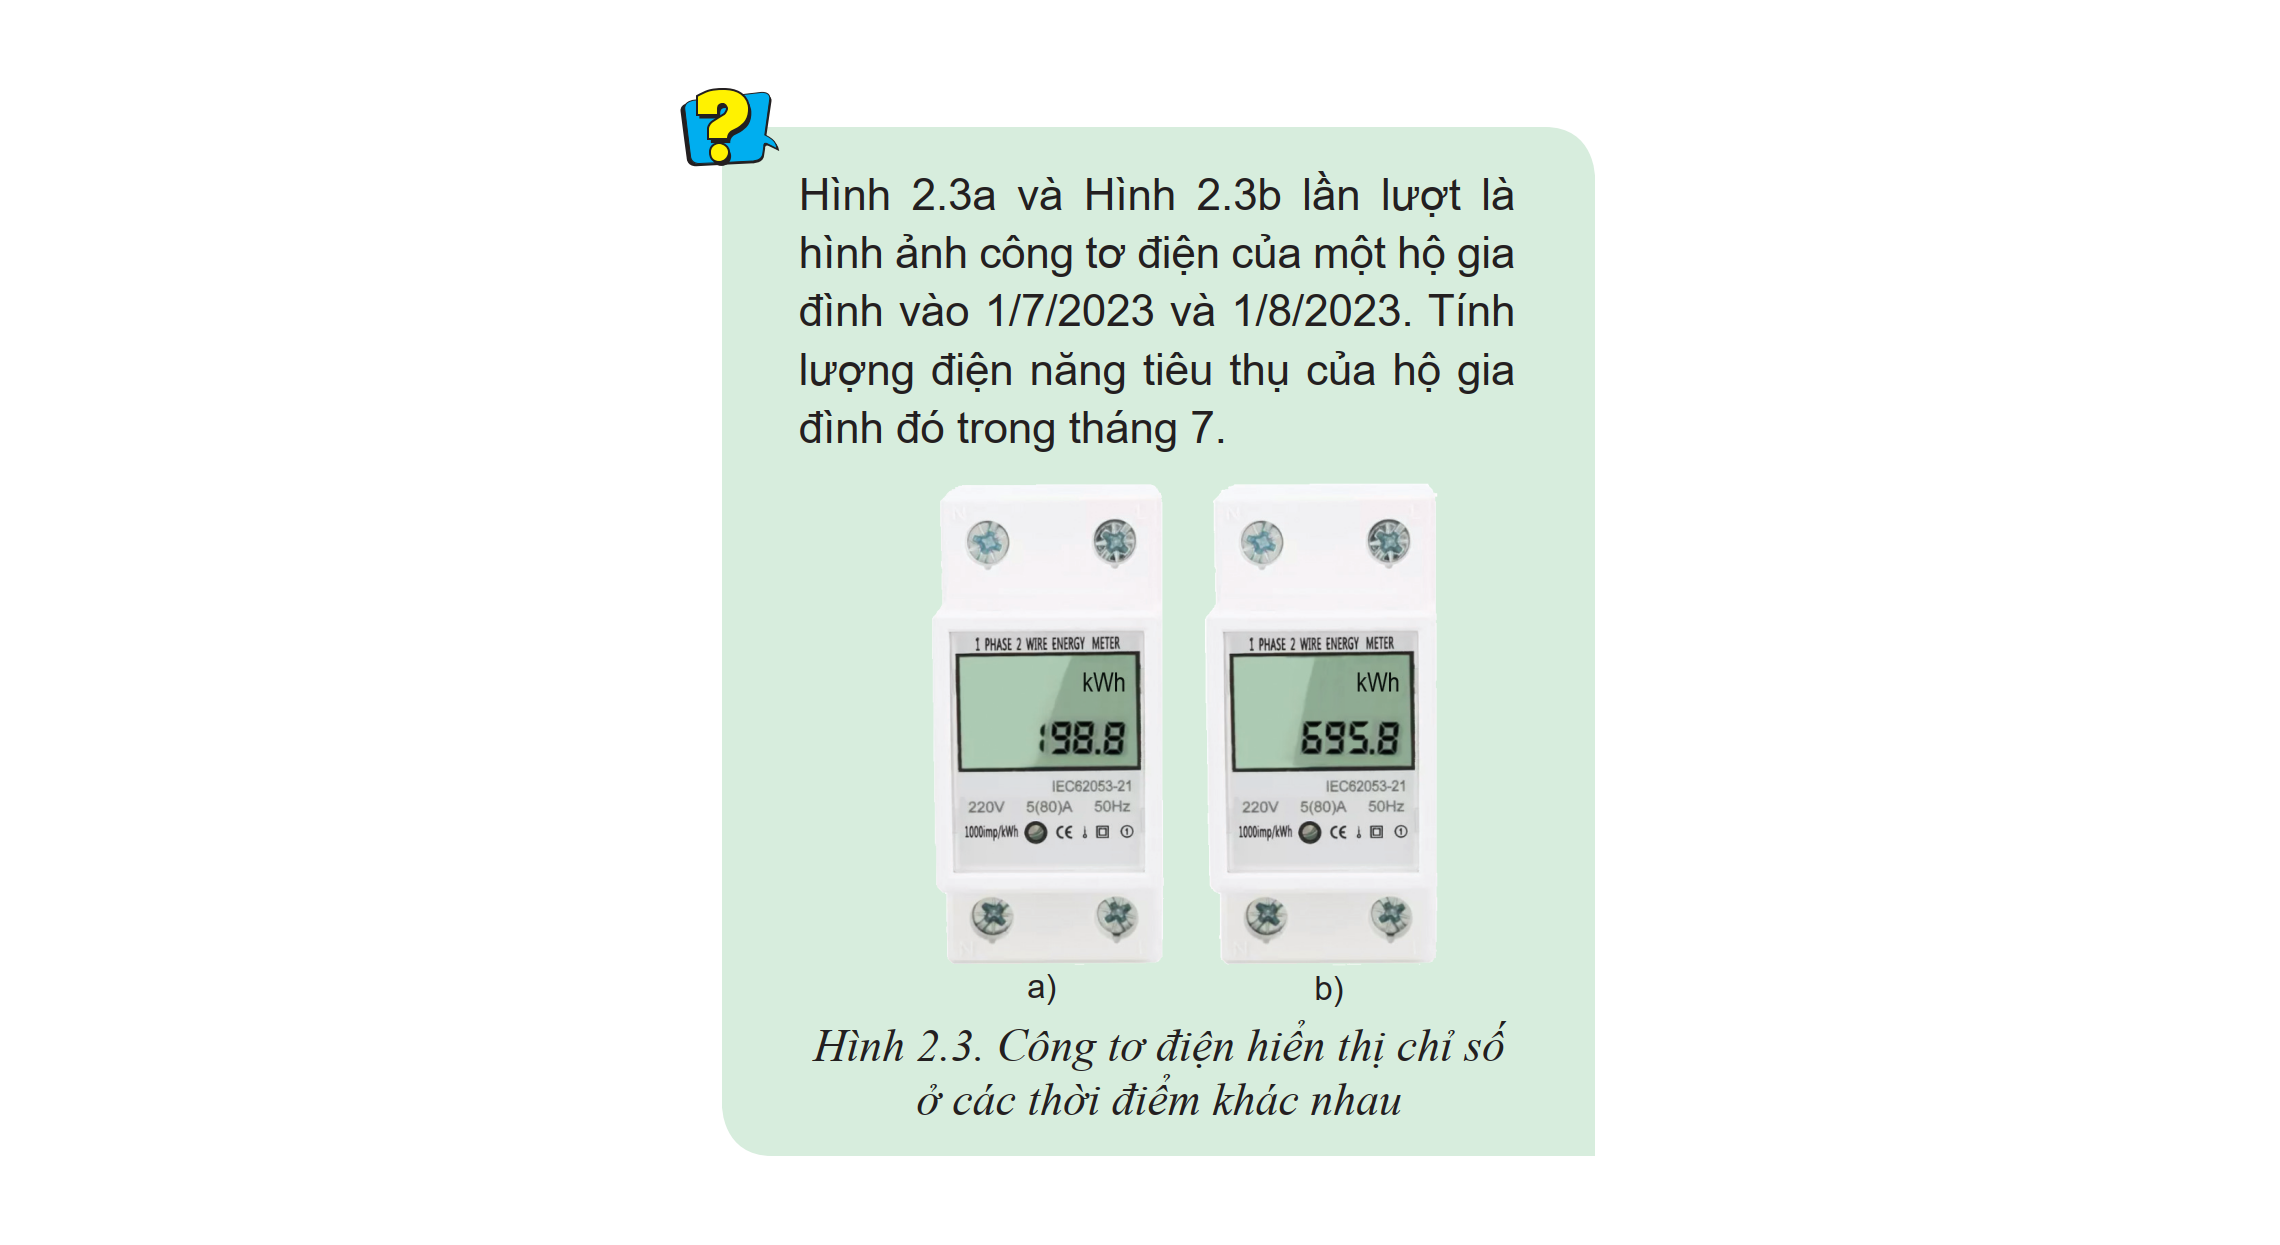 ?
Hình 2.3a và Hình 2.3b lần lượt là
hình ảnh công tơ điện của một hộ gia
đình vào 1/7/2023 và 1/8/2023. Tính
lượng điện năng tiêu thụ của hộ gia
đình đó trong tháng 7.
1 PHASE 2 WIRE ENERGY METER
kWh
198.8
IEC62053-21
220V 5(80)A 50Hz
1000imp/kWh CE 1
a)
1 PHASE 2 WIRE ENERGY METER
kWh
695.8
IEC62053-21
220V 5(80)A 50Hz
1000imp/kWh CE 1
b)
Hình 2.3. Công tơ điện hiển thị chỉ số
ở các thời điểm khác nhau